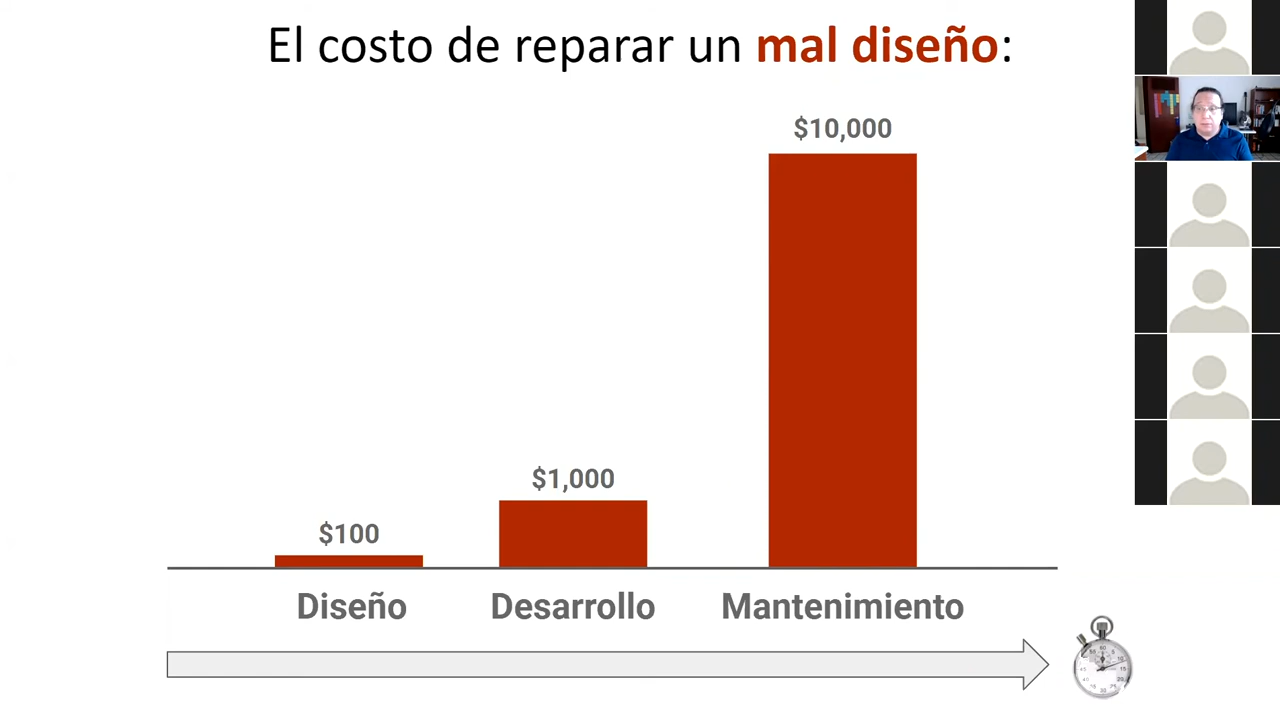 El costo de reparar un mal diseño:
$10,000
$1,000
$100
Diseño
Desarrollo
Mantenimiento